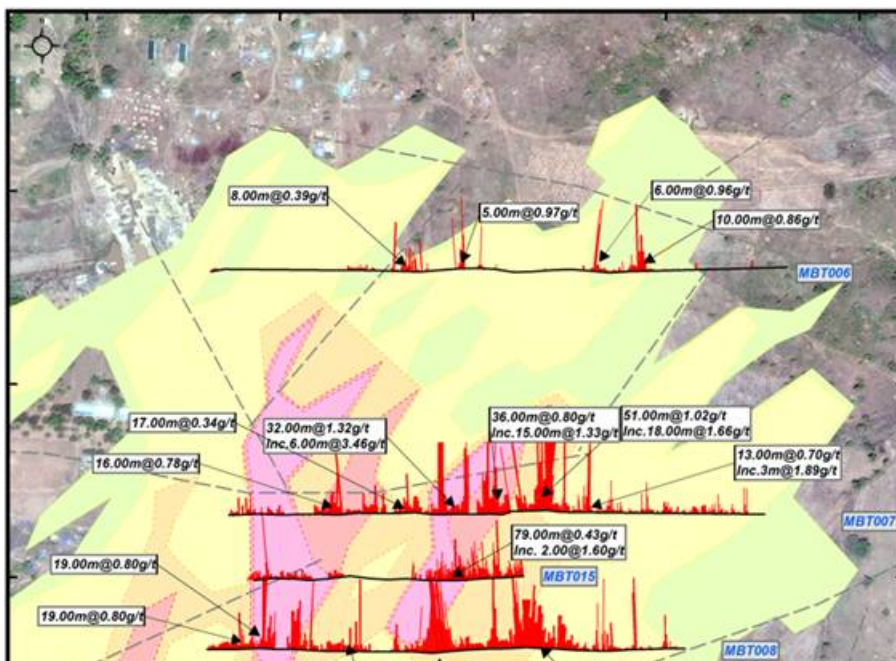 8.00m@0.39g/t
5.00m@0.97g/t
6.00m@0.96g/t
10.00m@0.86g/t
MBT006
17.00m@0.34g/t
32.00m@1.32g/t
Inc.6.00m@3.46g/t
36.00m@0.80g/t
Inc.15.00m@1.33g/t
51.00m@1.02g/t
Inc.18.00m@1.66g/t
16.00m@0.78g/t
13.00m@0.70g/t
Inc.3m@1.89g/t
MBT007
79.00m@0.43g/t
Inc. 2.00@1.60g/t
19.00m@0.80g/t
MBT015
19.00m@0.80g/t
MBT008